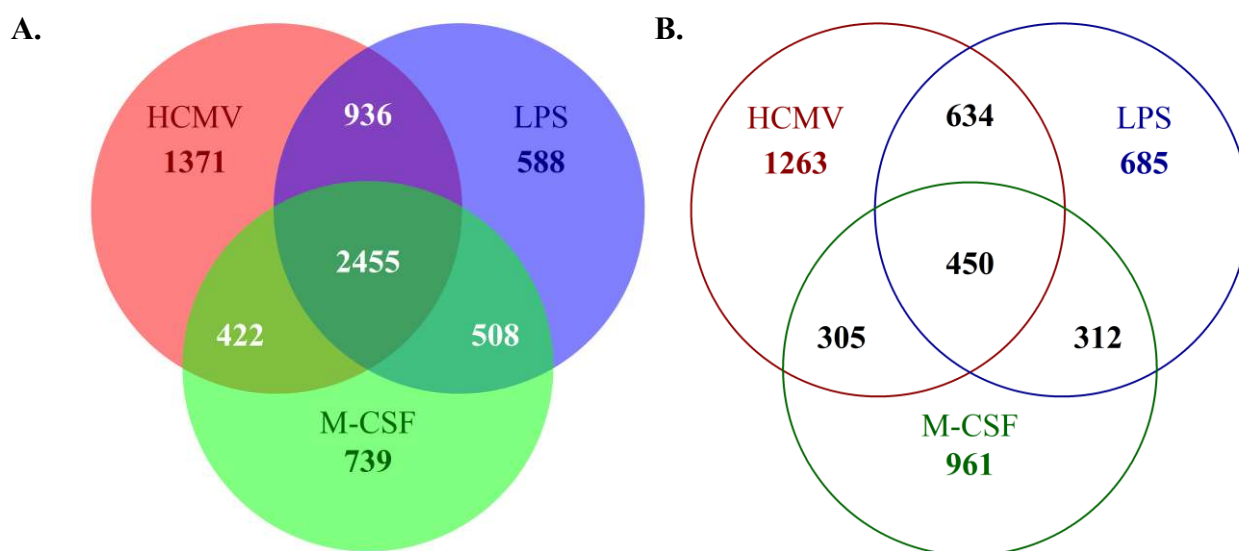 A.
HCMV
1371
936
LPS
588
2455
422
508
M-CSF
739
B.
HCMV
1263
634
LPS
685
450
305
312
M-CSF
961